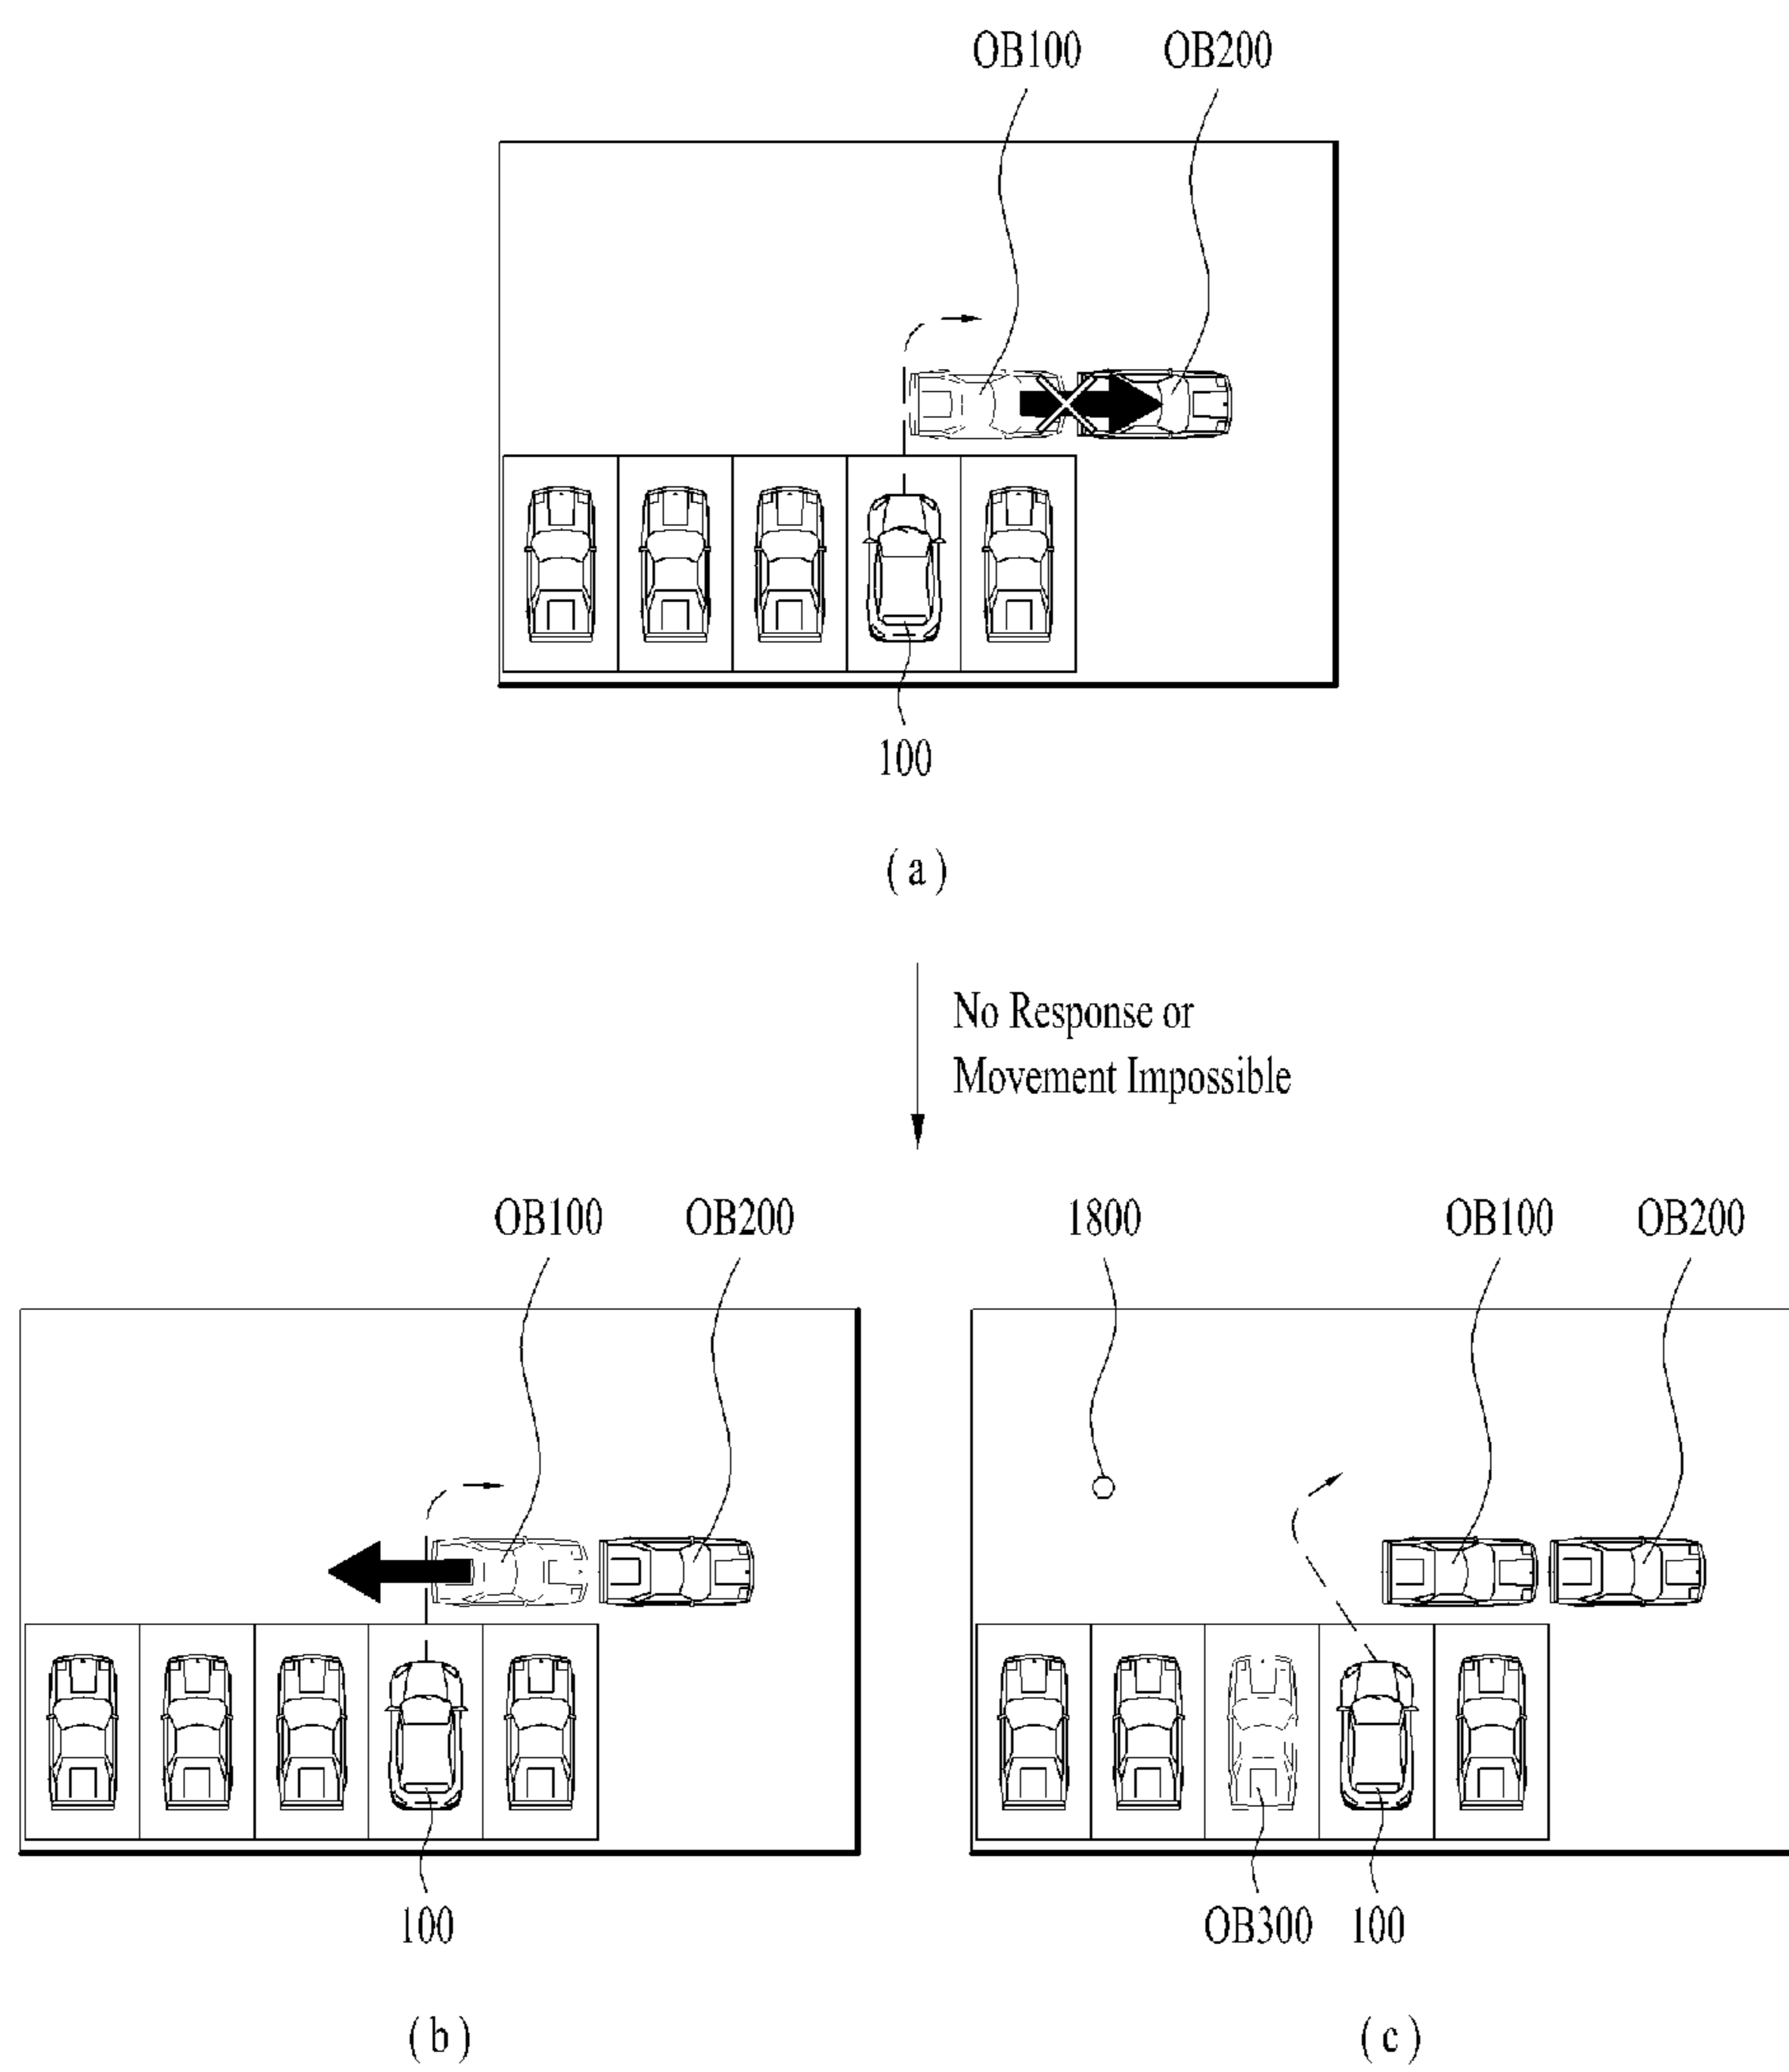 OB100 OB200
100
( a )
No Response or
Movement Impossible
OB100 OB200 1800 OB100 OB200
100 OB300 100
( b ) ( c )